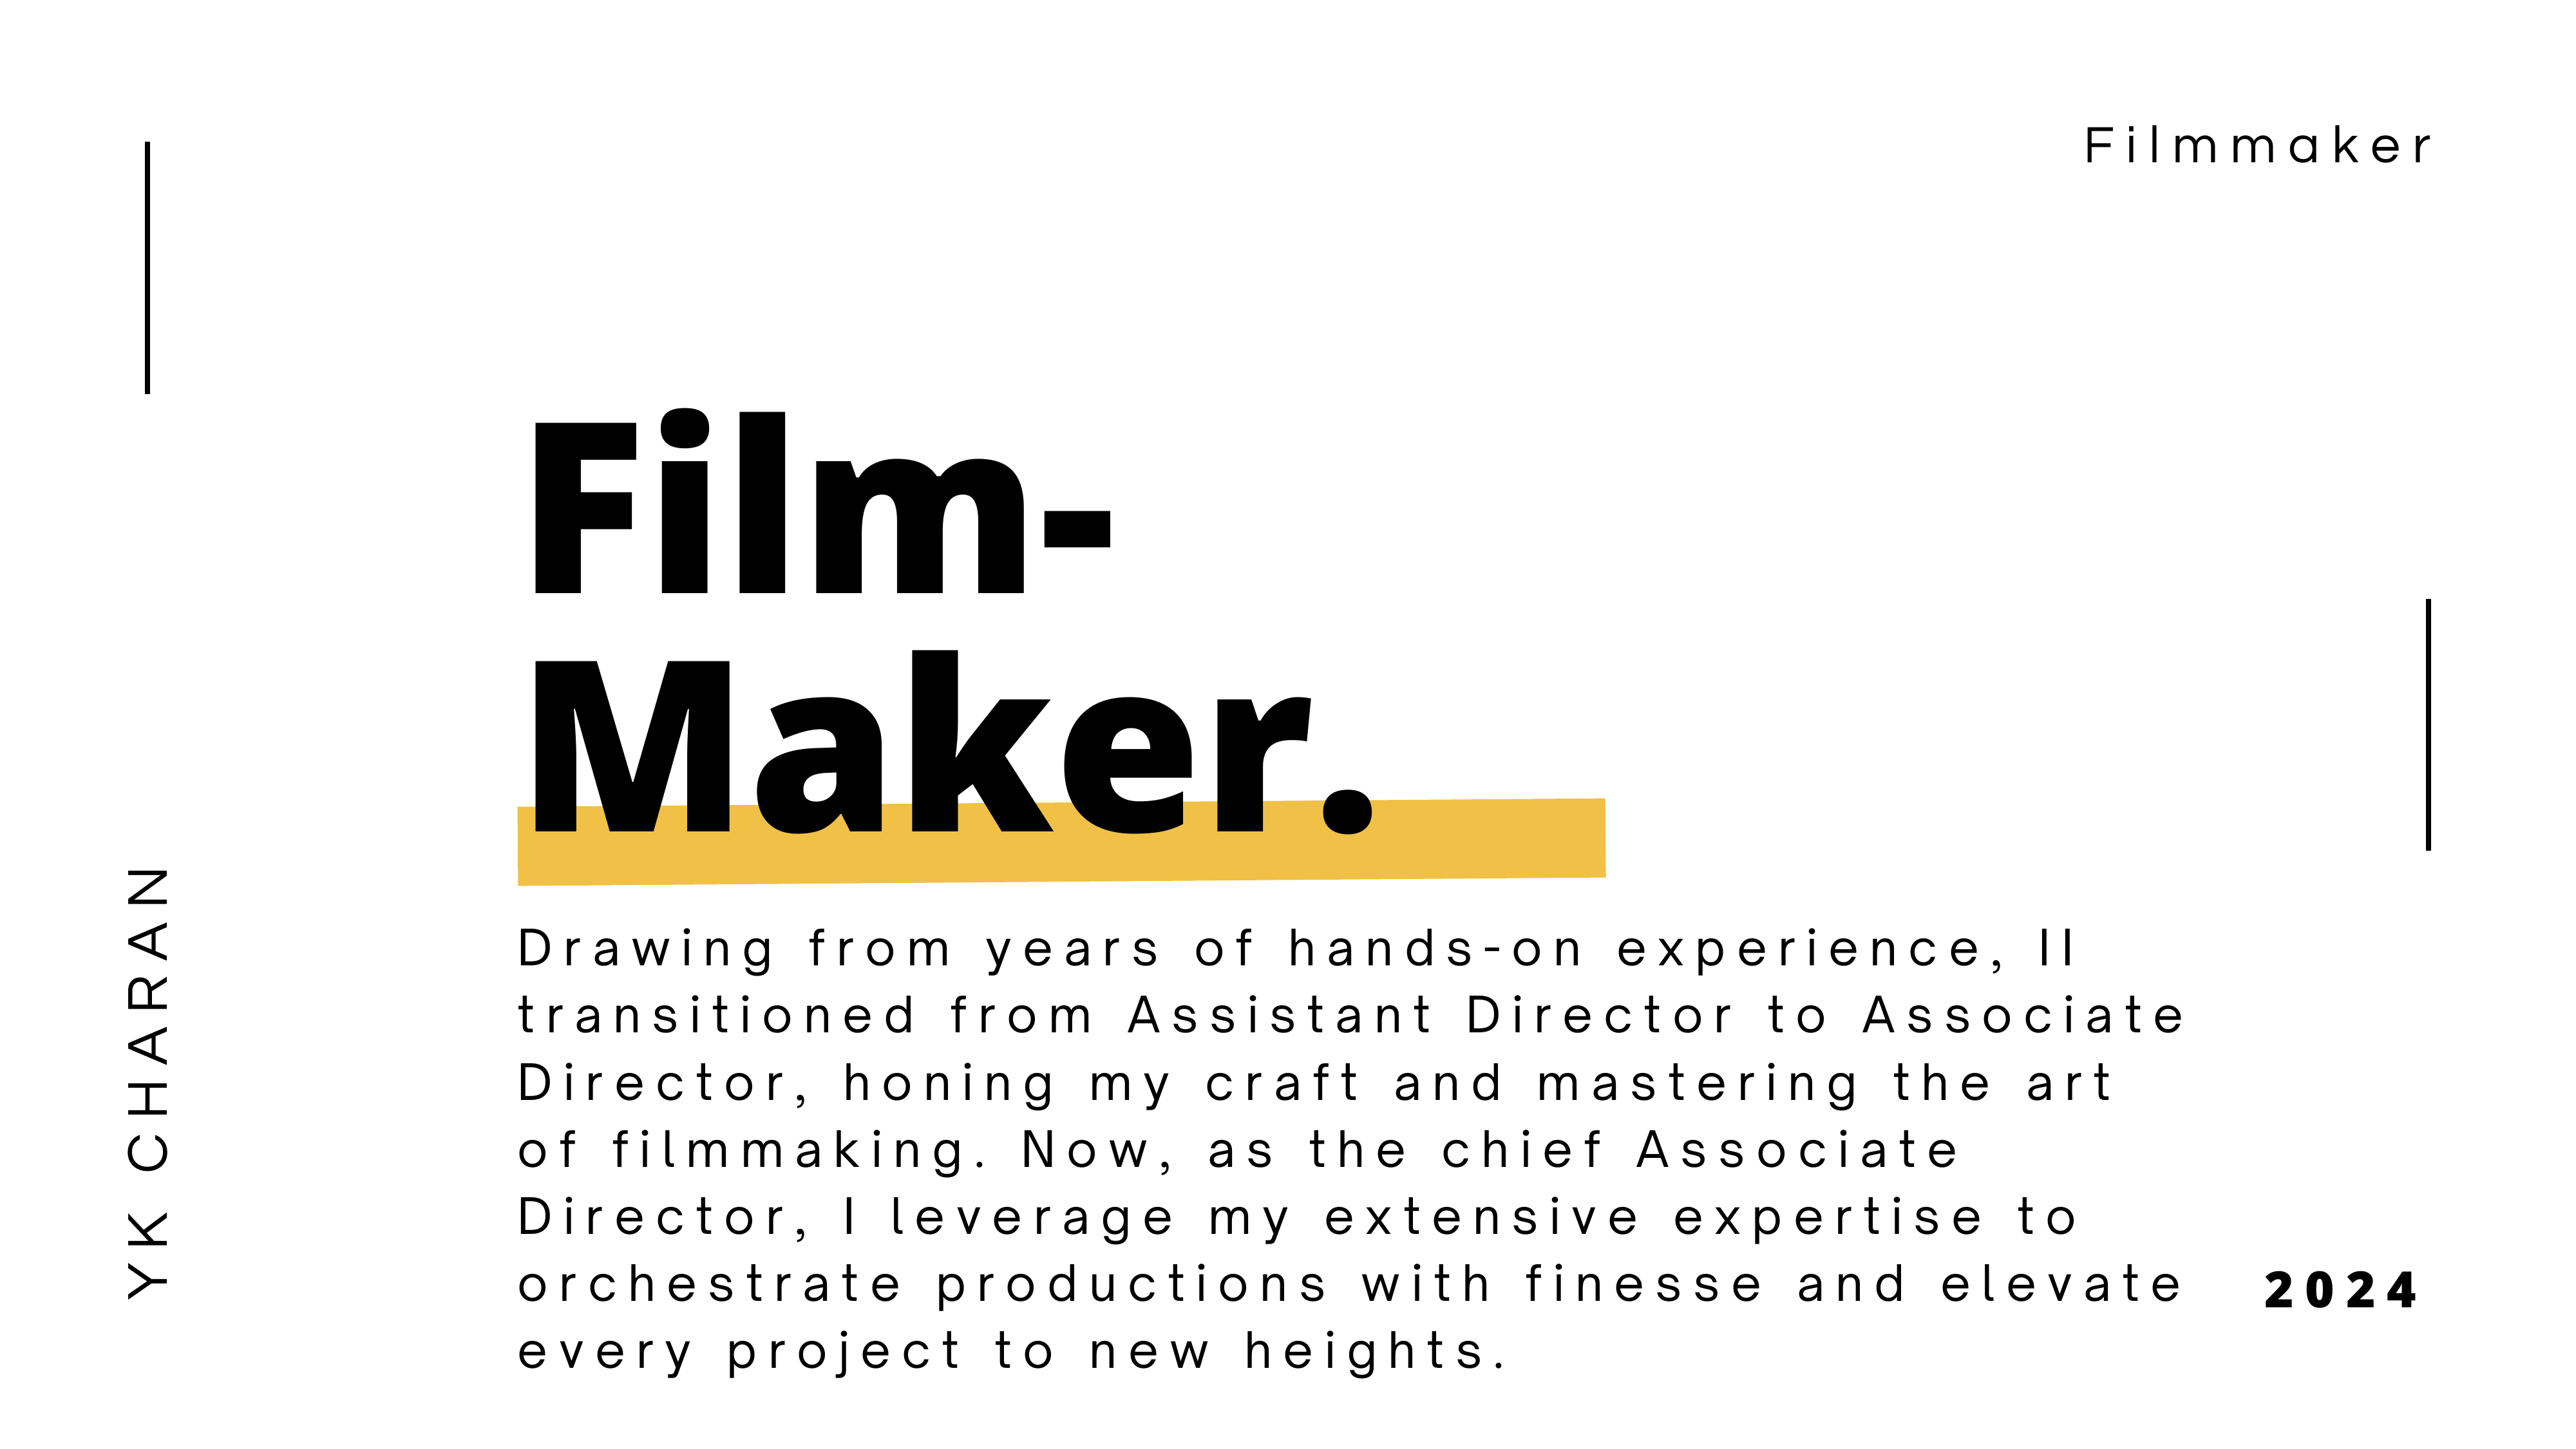 Filmmaker
Film-
Maker.
Drawing from years of hands-on experience, II
transitioned from Assistant Director to Associate
Director, honing my craft and mastering the art
of filmmaking. Now, as the chief Associate
Director, I leverage my extensive expertise to
orchestrate productions with finesse and elevate
every project to new heights.
YK CHARAN
2024